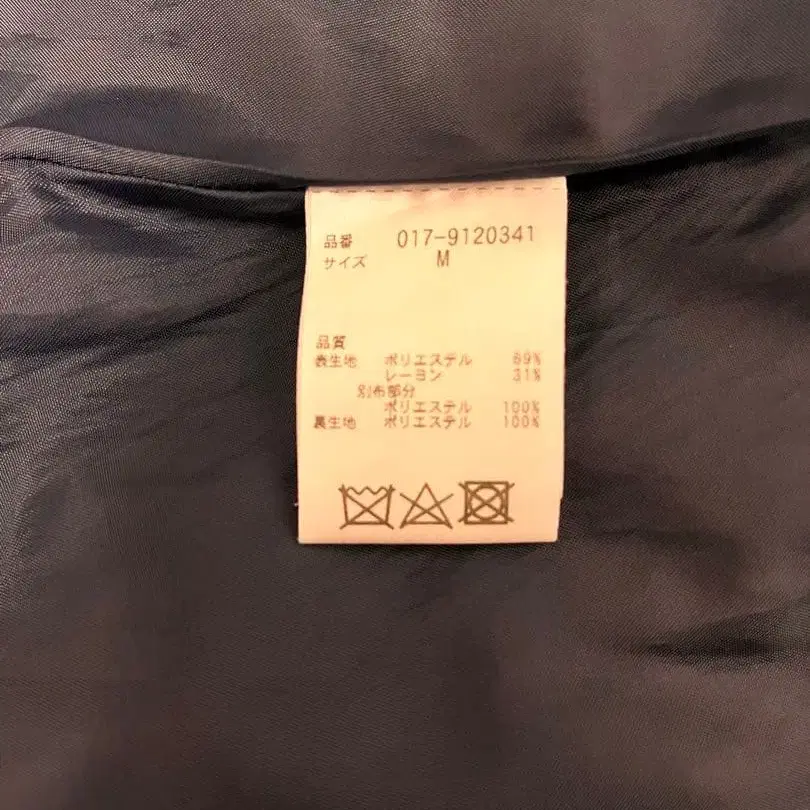 品番 017-9120341
サイズ M
品質
表生地 ポリエステル 69%
レーヨン 31%
別布部分
ポリエステル 100%
裏生地 ポリエステル 100%